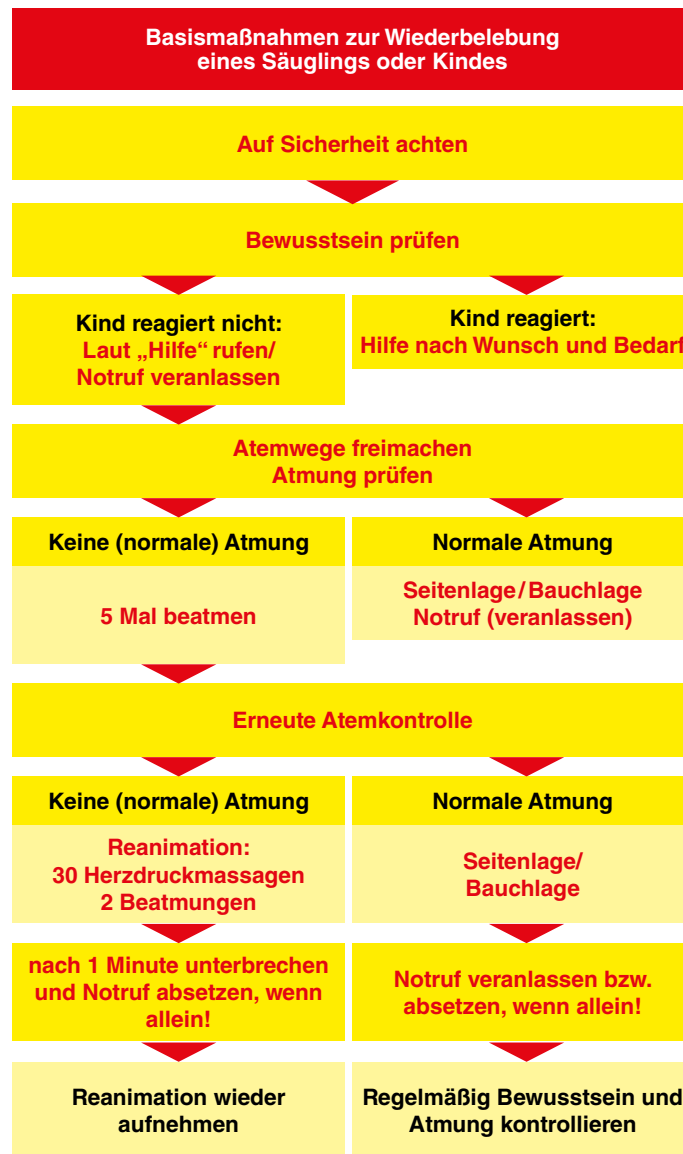 Basismaßnahmen zur Wiederbelebung
eines Säuglings oder Kindes
Auf Sicherheit achten
Bewusstsein prüfen
Kind reagiert nicht:
Laut „Hilfe“ rufen/
Notruf veranlassen
Kind reagiert:
Hilfe nach Wunsch und Bedarf
Atemwege freimachen
Atmung prüfen
Keine (normale) Atmung
5 Mal beatmen
Normale Atmung
Seitenlage/Bauchlage
Notruf (veranlassen)
Erneute Atemkontrolle
Keine (normale) Atmung
Reanimation:
30 Herzdruckmassagen
2 Beatmungen
nach 1 Minute unterbrechen
und Notruf absetzen, wenn
allein!
Reanimation wieder
aufnehmen
Normale Atmung
Seitenlage/
Bauchlage
Notruf veranlassen bzw.
absetzen, wenn allein!
Regelmäßig Bewusstsein und
Atmung kontrollieren